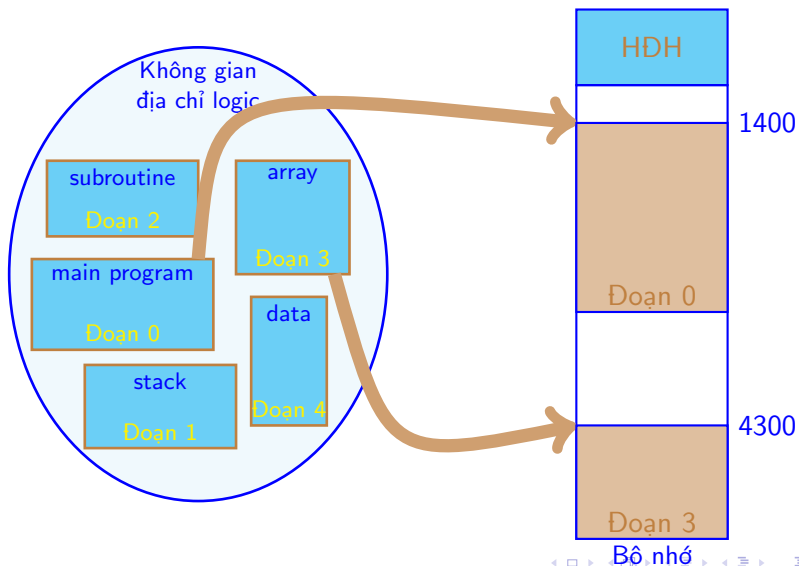 Không gian
địa chỉ logic
subroutine
Đoạn 2
array
Đoạn 3
main program
Đoạn 0
data
Đoạn 4
stack
Đoạn 1
HĐH
1400
Đoạn 0
4300
Đoạn 3
Bộ nhớ